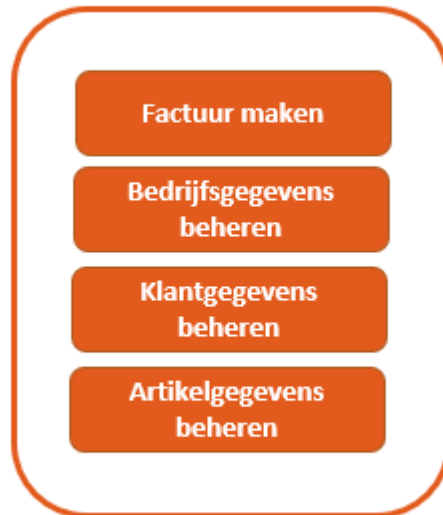 Factuur maken
Bedrijfsgegevens
beheren
Klantgegevens
beheren
Artikelgegevens
beheren